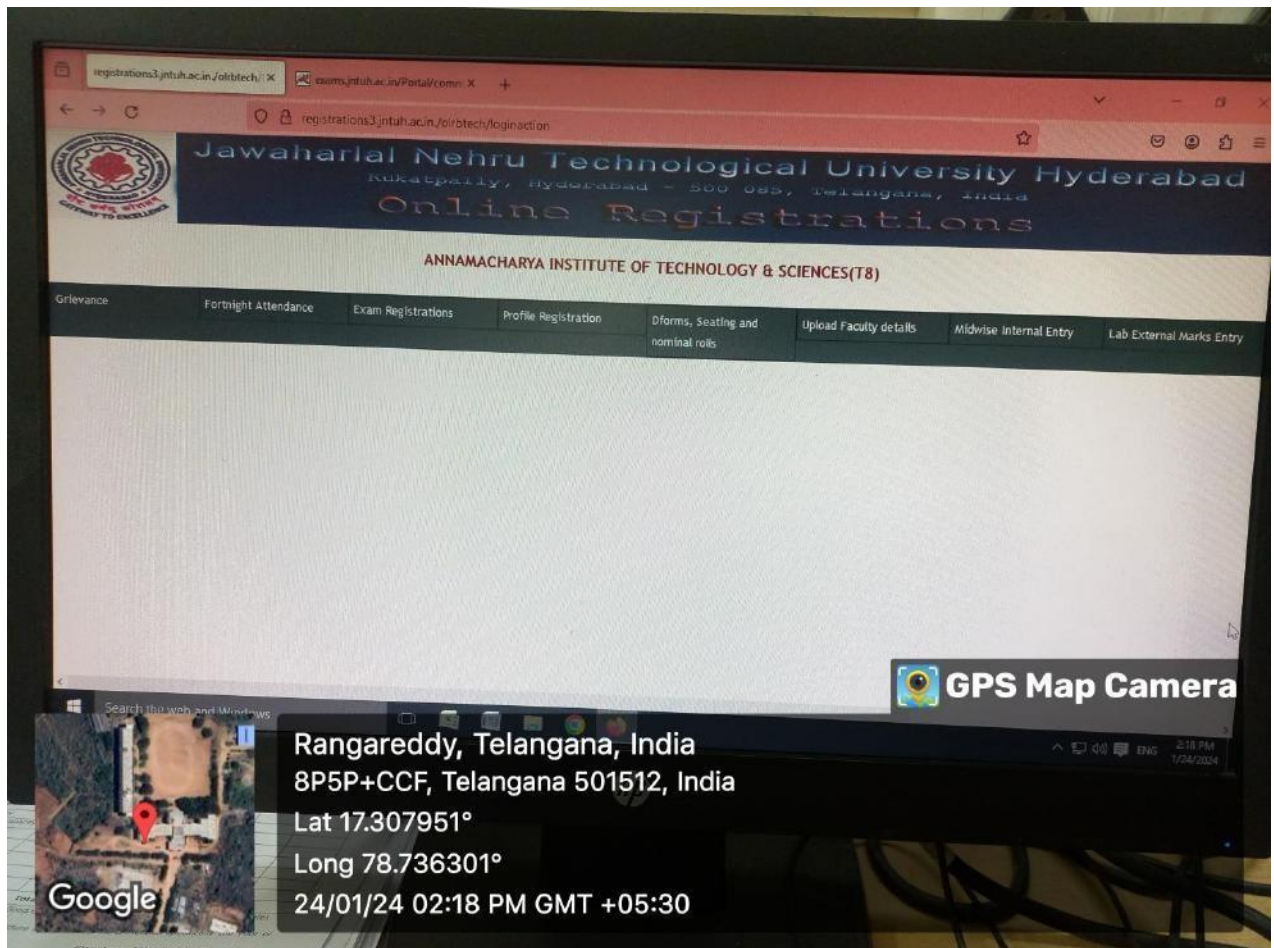 registrations3.jntuh.ac.in./olrbtech/
exams.jntuh.ac.in/Portal/comm
registrations3.jntuh.ac.in./olrbtech/loginaction
Jawaharlal Nehru Technological University Hyderabad
Kukatpally, Hyderabad - 500 085, Telangana, India
Online Registrations
ANNAMACHARYA INSTITUTE OF TECHNOLOGY & SCIENCES(T8)
Grievance
Fortnight Attendance
Exam Registrations
Profile Registration
Dforms, Seating and
nominal rolls
Upload Faculty details
Midwise Internal Entry
Lab External Marks Entry
GPS Map Camera
Search the web and Windows
ENG
2:18 PM
1/24/2024
Rangareddy, Telangana, India
8P5P+CCF, Telangana 501512, India
Lat 17.307951°
Long 78.736301°
24/01/24 02:18 PM GMT +05:30
Google
hp